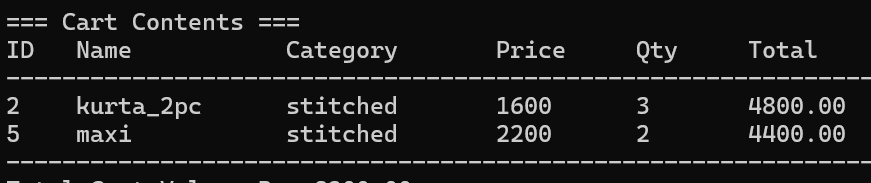 === Cart Contents ===
ID Name Category Price Qty Total
2 kurta_2pc stitched 1600 3 4800.00
5 maxi stitched 2200 2 4400.00